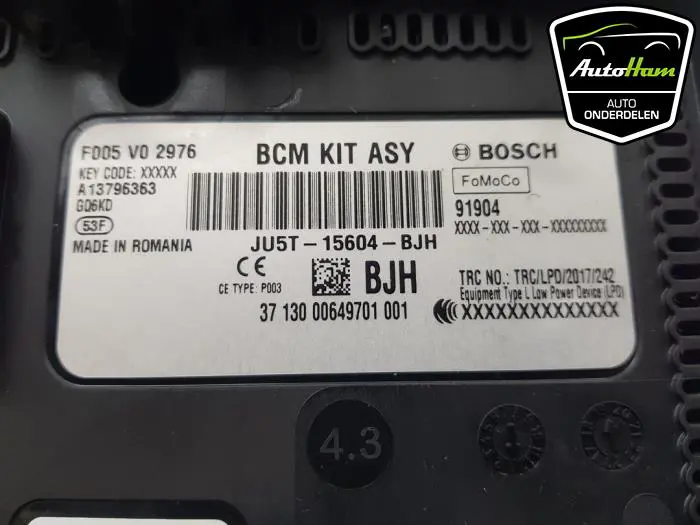 AutoHam
AUTO
ONDERDELEN
F005 V0 2976
BCM KIT ASY
BOSCH
KEY CODE: XXXXX
A13796363
GQ6KD
53F
FoMoCo
91904
XXXX-XXX-XXX-XXXXXXXXX
MADE IN ROMANIA
JU5T-15604-BJH
CE
CE TYPE: P003
BJH
TRC NO.: TRC/LPD/2017/242
Equipment Type L Low Power Device (LPD)
XXXXXXXXXXXXXX
37 130 00649701 001
4.3